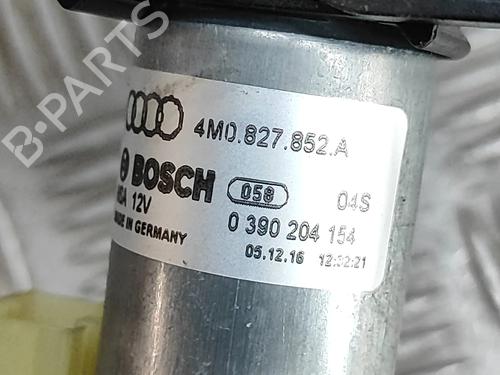 B-PARTS
4M0.827.852.A
BOSCH
058
04S
12V
0 390 204 154
IN GERMANY
05.12.16 12:32:21